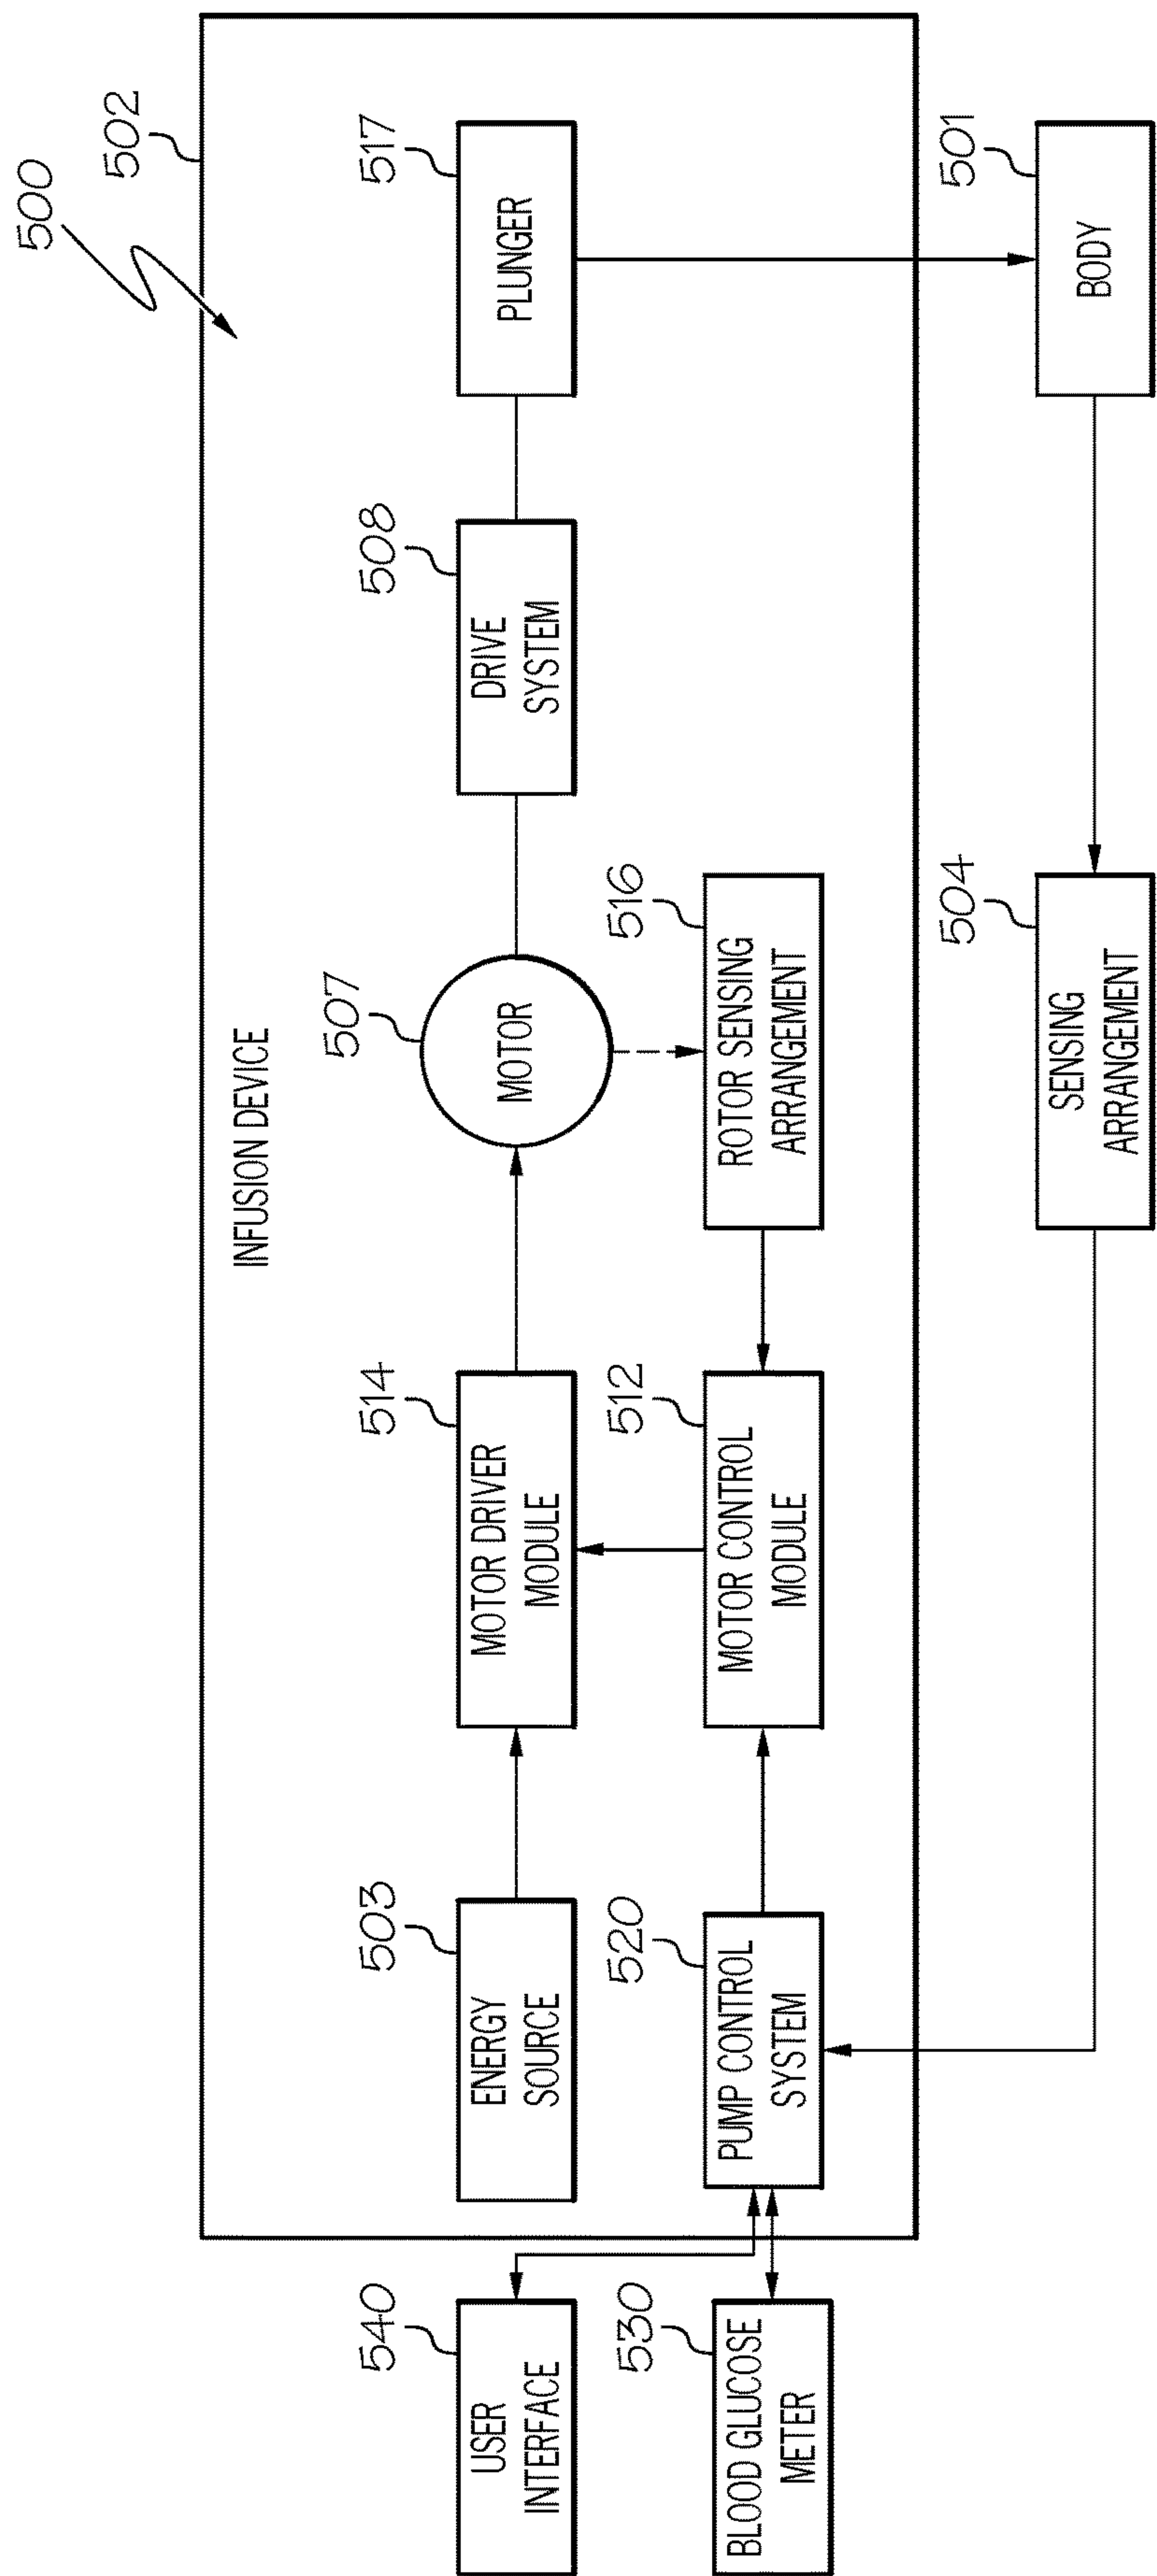 500
502
INFUSION DEVICE
540
USER
INTERFACE
503
ENERGY
SOURCE
514
MOTOR DRIVER
MODULE
507
MOTOR
508
DRIVE
SYSTEM
517
PLUNGER
530
BLOOD GLUCOSE
METER
520
PUMP CONTROL
SYSTEM
512
MOTOR CONTROL
MODULE
516
ROTOR SENSING
ARRANGEMENT
504
SENSING
ARRANGEMENT
501
BODY